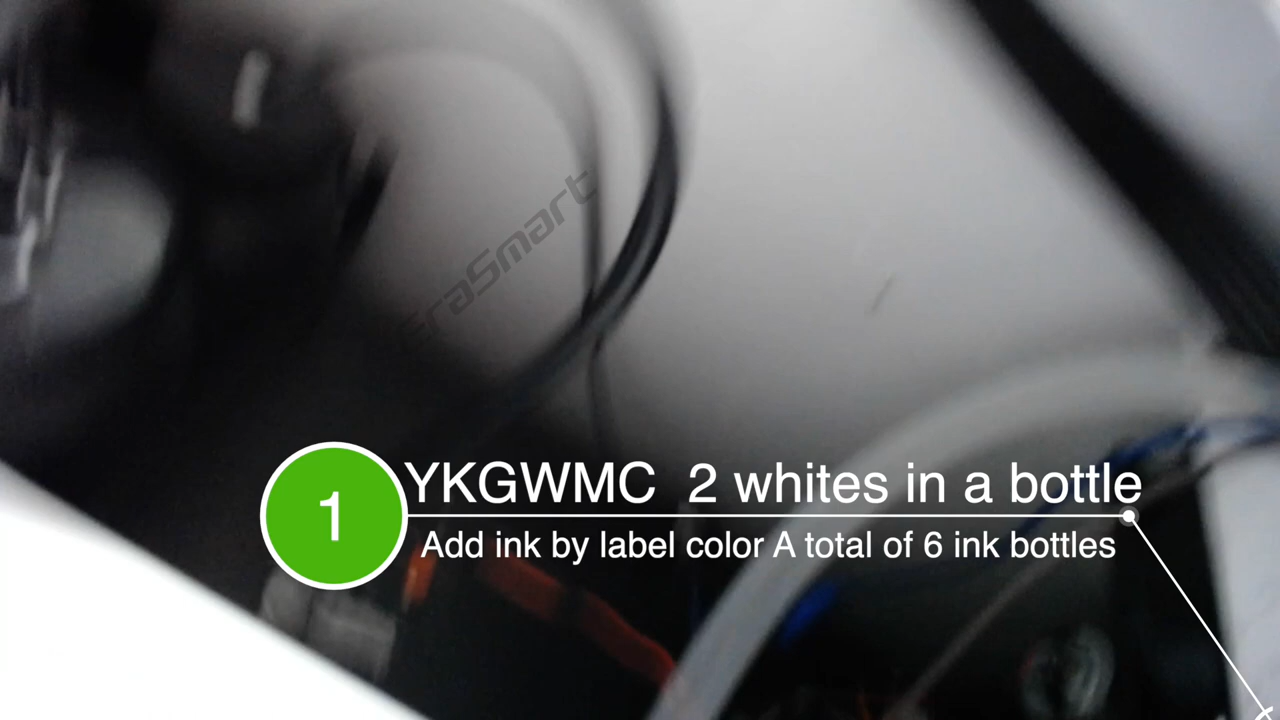 EraSmart
1
YKGWMC 2 whites in a bottle
Add ink by label color A total of 6 ink bottles